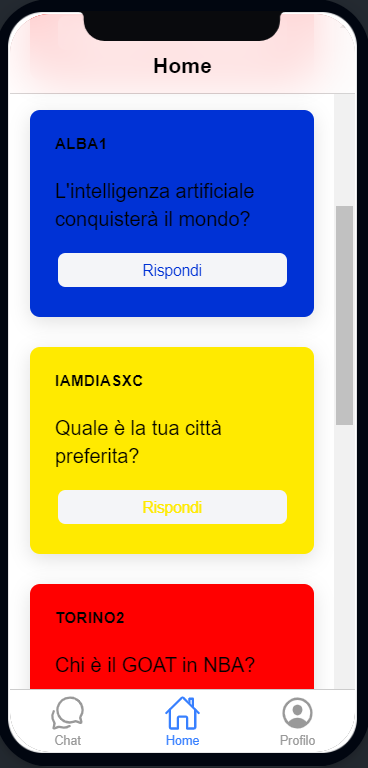 Home
ALBA1
L'intelligenza artificiale
conquisterà il mondo?
Rispondi
IAMDIASXC
Quale è la tua città
preferita?
Rispondi
TORINO2
Chi è il GOAT in NBA?
Chat
Home
Profilo